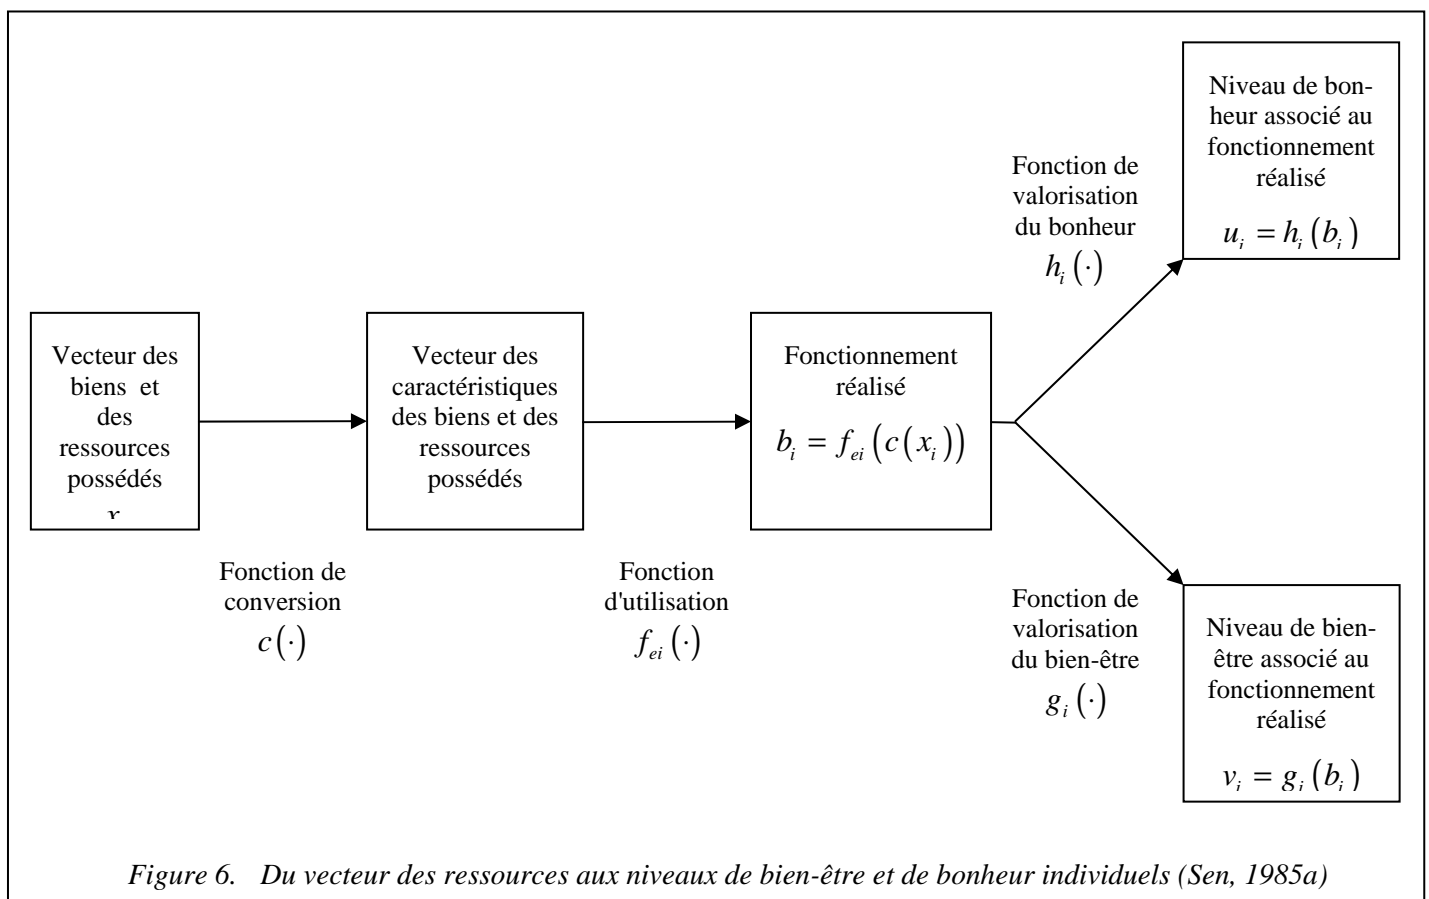 Vecteur des
biens et
des
ressources
possédés
x
Fonction de
conversion
c(·)
Vecteur des
caractéristiques
des biens et des
ressources
possédés
Fonction
d'utilisation
f_ei(·)
Fonctionnement
réalisé
b_i = f_ei(c(x_i))
Fonction de
valorisation
du bonheur
h_i(·)
Niveau de bon-
heur associé au
fonctionnement
réalisé
u_i = h_i(b_i)
Fonction de
valorisation
du bien-être
g_i(·)
Niveau de bien-
être associé au
fonctionnement
réalisé
v_i = g_i(b_i)
Figure 6. Du vecteur des ressources aux niveaux de bien-être et de bonheur individuels (Sen, 1985a)